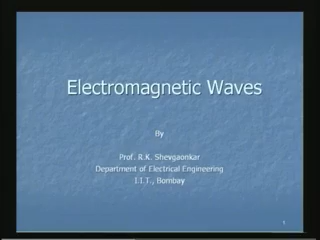 Electromagnetic Waves
By
Prof. R.K. Shevgaonkar
Department of Electrical Engineering
I.I.T., Bombay
1